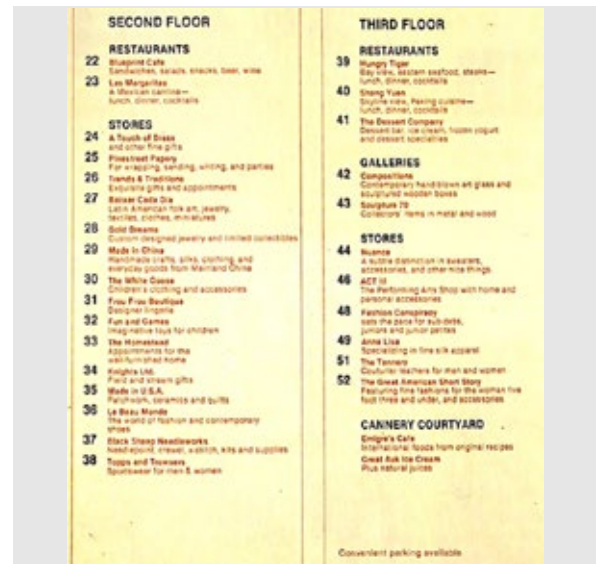 SECOND FLOOR
RESTAURANTS
22 Blueprint Cafe
Sandwiches, salads, snacks, beer, wine
23 Las Margaritas
A Mexican cantina—
lunch, dinner, cocktails
STORES
24 A Touch of Brass
and other fine gifts
25 Pinestreet Papery
For wrapping, sending, writing, and parties
26 Trends & Traditions
Exquisite gifts and appointments
27 Bazaar Cada Dia
Latin American folk art, jewelry,
textiles, clothes, miniatures
28 Gold Dreams
Custom designed jewelry and limited collectibles
29 Made in China
Handmade crafts, silks, clothing, and
everyday goods from Mainland China
30 The White Goose
Children's clothing and accessories
31 Frou Frou Boutique
Designer lingerie
32 Fun and Games
Imaginative toys for children
33 The Homestead
Appointments for the
well-furnished home
34 Knights Ltd.
Field and stream gifts
35 Made in U.S.A.
Patchwork, ceramics and quilts
36 Le Beau Monde
The world of fashion and contemporary
shoes
37 Black Sheep Needleworks
Needlepoint, crewel, x-stitch, kits and supplies
38 Topps and Trowsers
Sportswear for men & women
THIRD FLOOR
RESTAURANTS
39 Hungry Tiger
Bay view, eastern seafood, steaks—
lunch, dinner, cocktails
40 Shang Yuen
Skyline view, Peking cuisine—
lunch, dinner, cocktails
41 The Dessert Company
Dessert bar, ice cream, frozen yogurt
and dessert specialties
GALLERIES
42 Compositions
Contemporary hand blown art glass and
sculptured wooden boxes
43 Sculpture 70
Collectors' items in metal and wood
STORES
44 Nuance
A subtle distinction in sweaters,
accessories, and other nice things.
46 ACT III
The Performing Arts Shop with home and
personal accessories
48 Fashion Conspiracy
sets the pace for sub-debs,
juniors and junior petites
49 Anna Lisa
Specializing in fine silk apparel
51 The Tannery
Couturier leathers for men and women
52 The Great American Short Story
Featuring fine fashions for the women five
foot three and under, and accessories
CANNERY COURTYARD
Emigre's Cafe
International foods from original recipes
Great Ice Cream
Plus natural juices
Convenient parking available